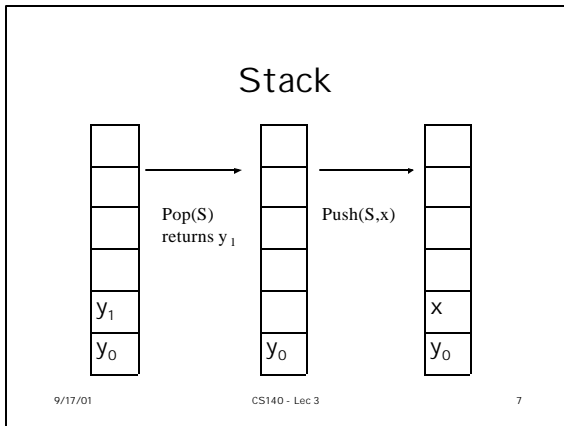 Stack
Pop(S)
returns y₁
Push(S,x)
y₁
x
y₀
y₀
y₀
9/17/01
CS140 - Lec 3
7